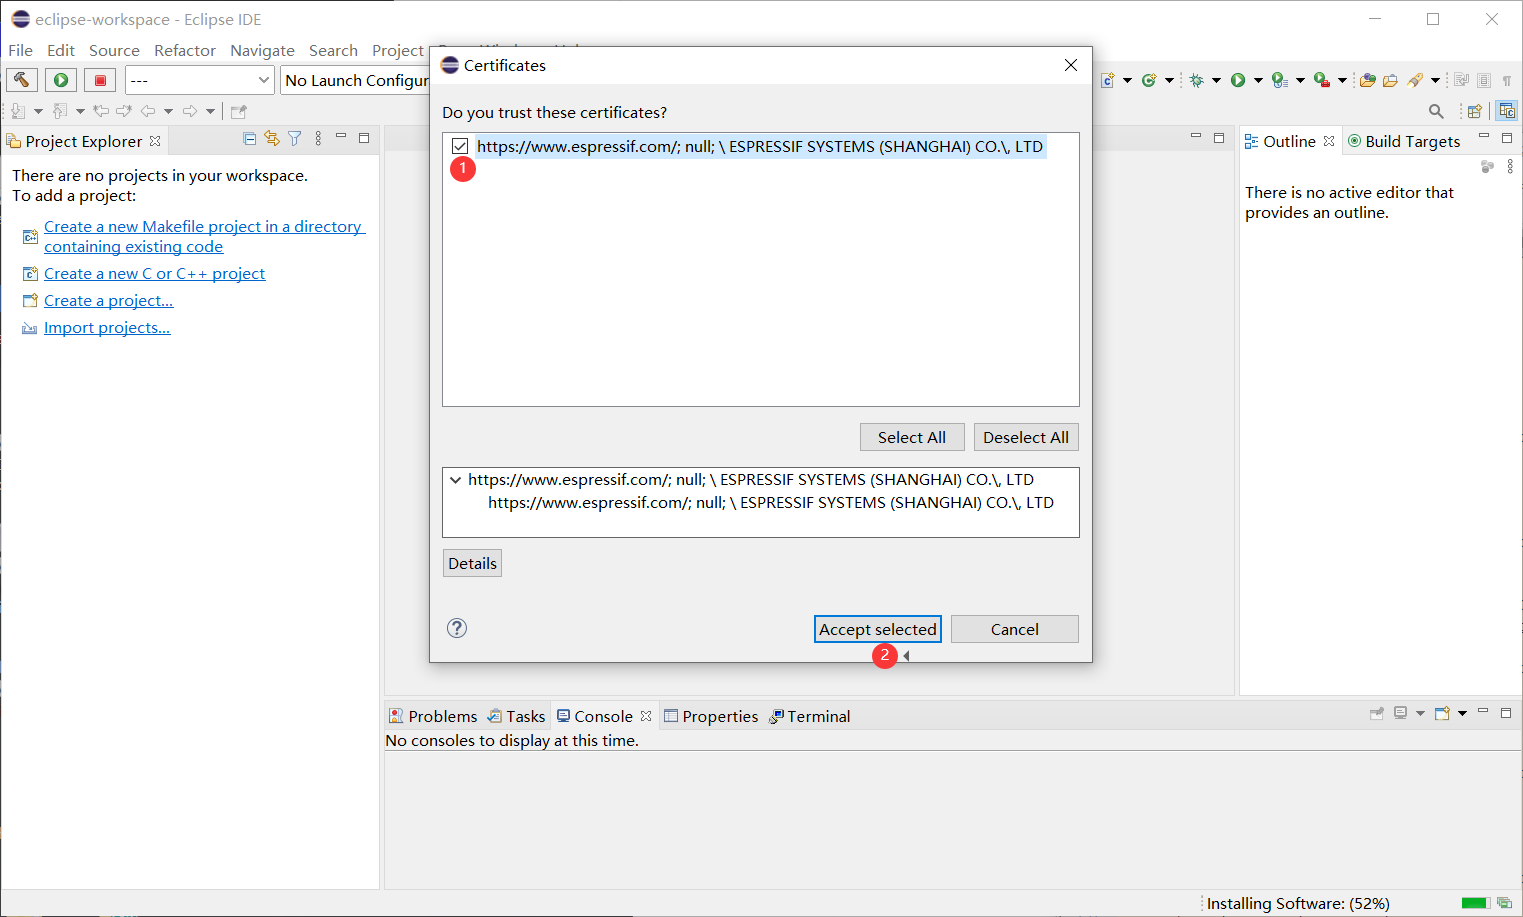 eclipse-workspace - Eclipse IDE
File Edit Source Refactor Navigate Search Project
--- No Launch Configur
Project Explorer
There are no projects in your workspace.
To add a project:
Create a new Makefile project in a directory
containing existing code
Create a new C or C++ project
Create a project...
Import projects...
Certificates
Do you trust these certificates?
https://www.espressif.com/; null; \ ESPRESSIF SYSTEMS (SHANGHAI) CO.\, LTD
1
Select All Deselect All
https://www.espressif.com/; null; \ ESPRESSIF SYSTEMS (SHANGHAI) CO.\, LTD
https://www.espressif.com/; null; \ ESPRESSIF SYSTEMS (SHANGHAI) CO.\, LTD
Details
Accept selected Cancel
2
Outline Build Targets
There is no active editor that
provides an outline.
Problems Tasks Console Properties Terminal
No consoles to display at this time.
Installing Software: (52%)